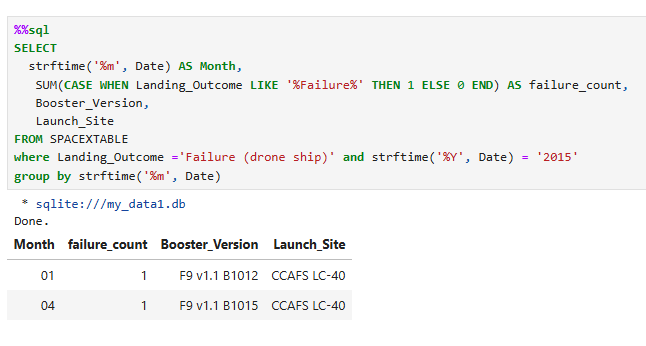 %%sql
SELECT
strftime('%m', Date) AS Month,
SUM(CASE WHEN Landing_Outcome LIKE '%Failure%' THEN 1 ELSE 0 END) AS failure_count,
Booster_Version,
Launch_Site
FROM SPACEXTABLE
where Landing_Outcome ='Failure (drone ship)' and strftime('%Y', Date) = '2015'
group by strftime('%m', Date)
* sqlite:///my_data1.db
Done.
Month failure_count Booster_Version Launch_Site
01 1 F9 v1.1 B1012 CCAFS LC-40
04 1 F9 v1.1 B1015 CCAFS LC-40